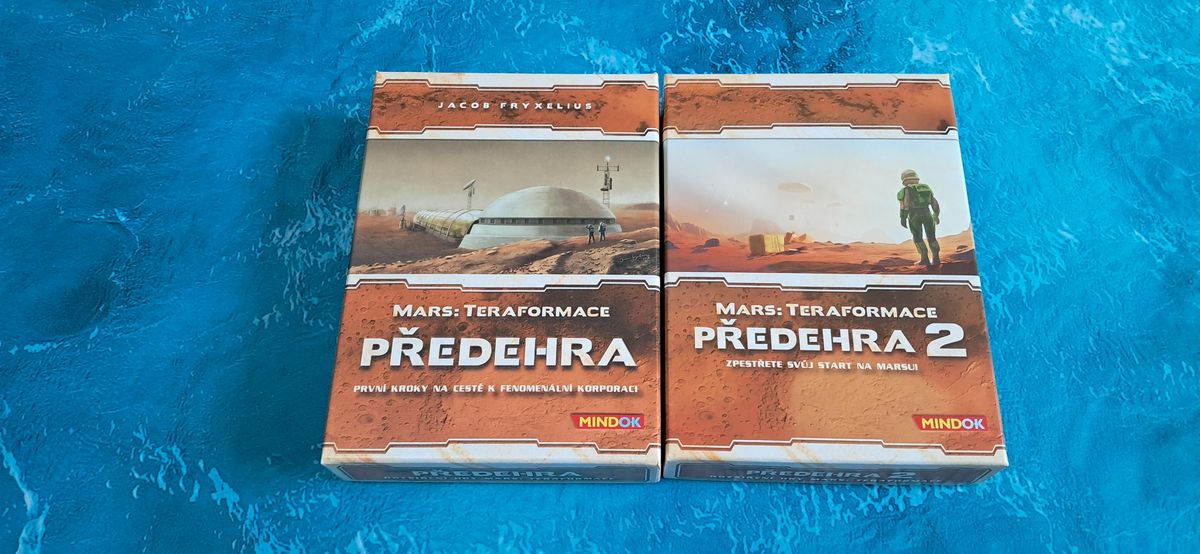 JACOB FRYXELIUS
MARS: TERAFORMACE
PŘEDEHRA
PRVNÍ KROKY NA CESTĚ K FENOMENÁLNÍ KORPORACI
MINDOK
PŘEDEHRA
MARS: TERAFORMACE
PŘEDEHRA 2
ZPESTŘETE SVŮJ START NA MARSU!
MINDOK
PŘEDEHRA 2